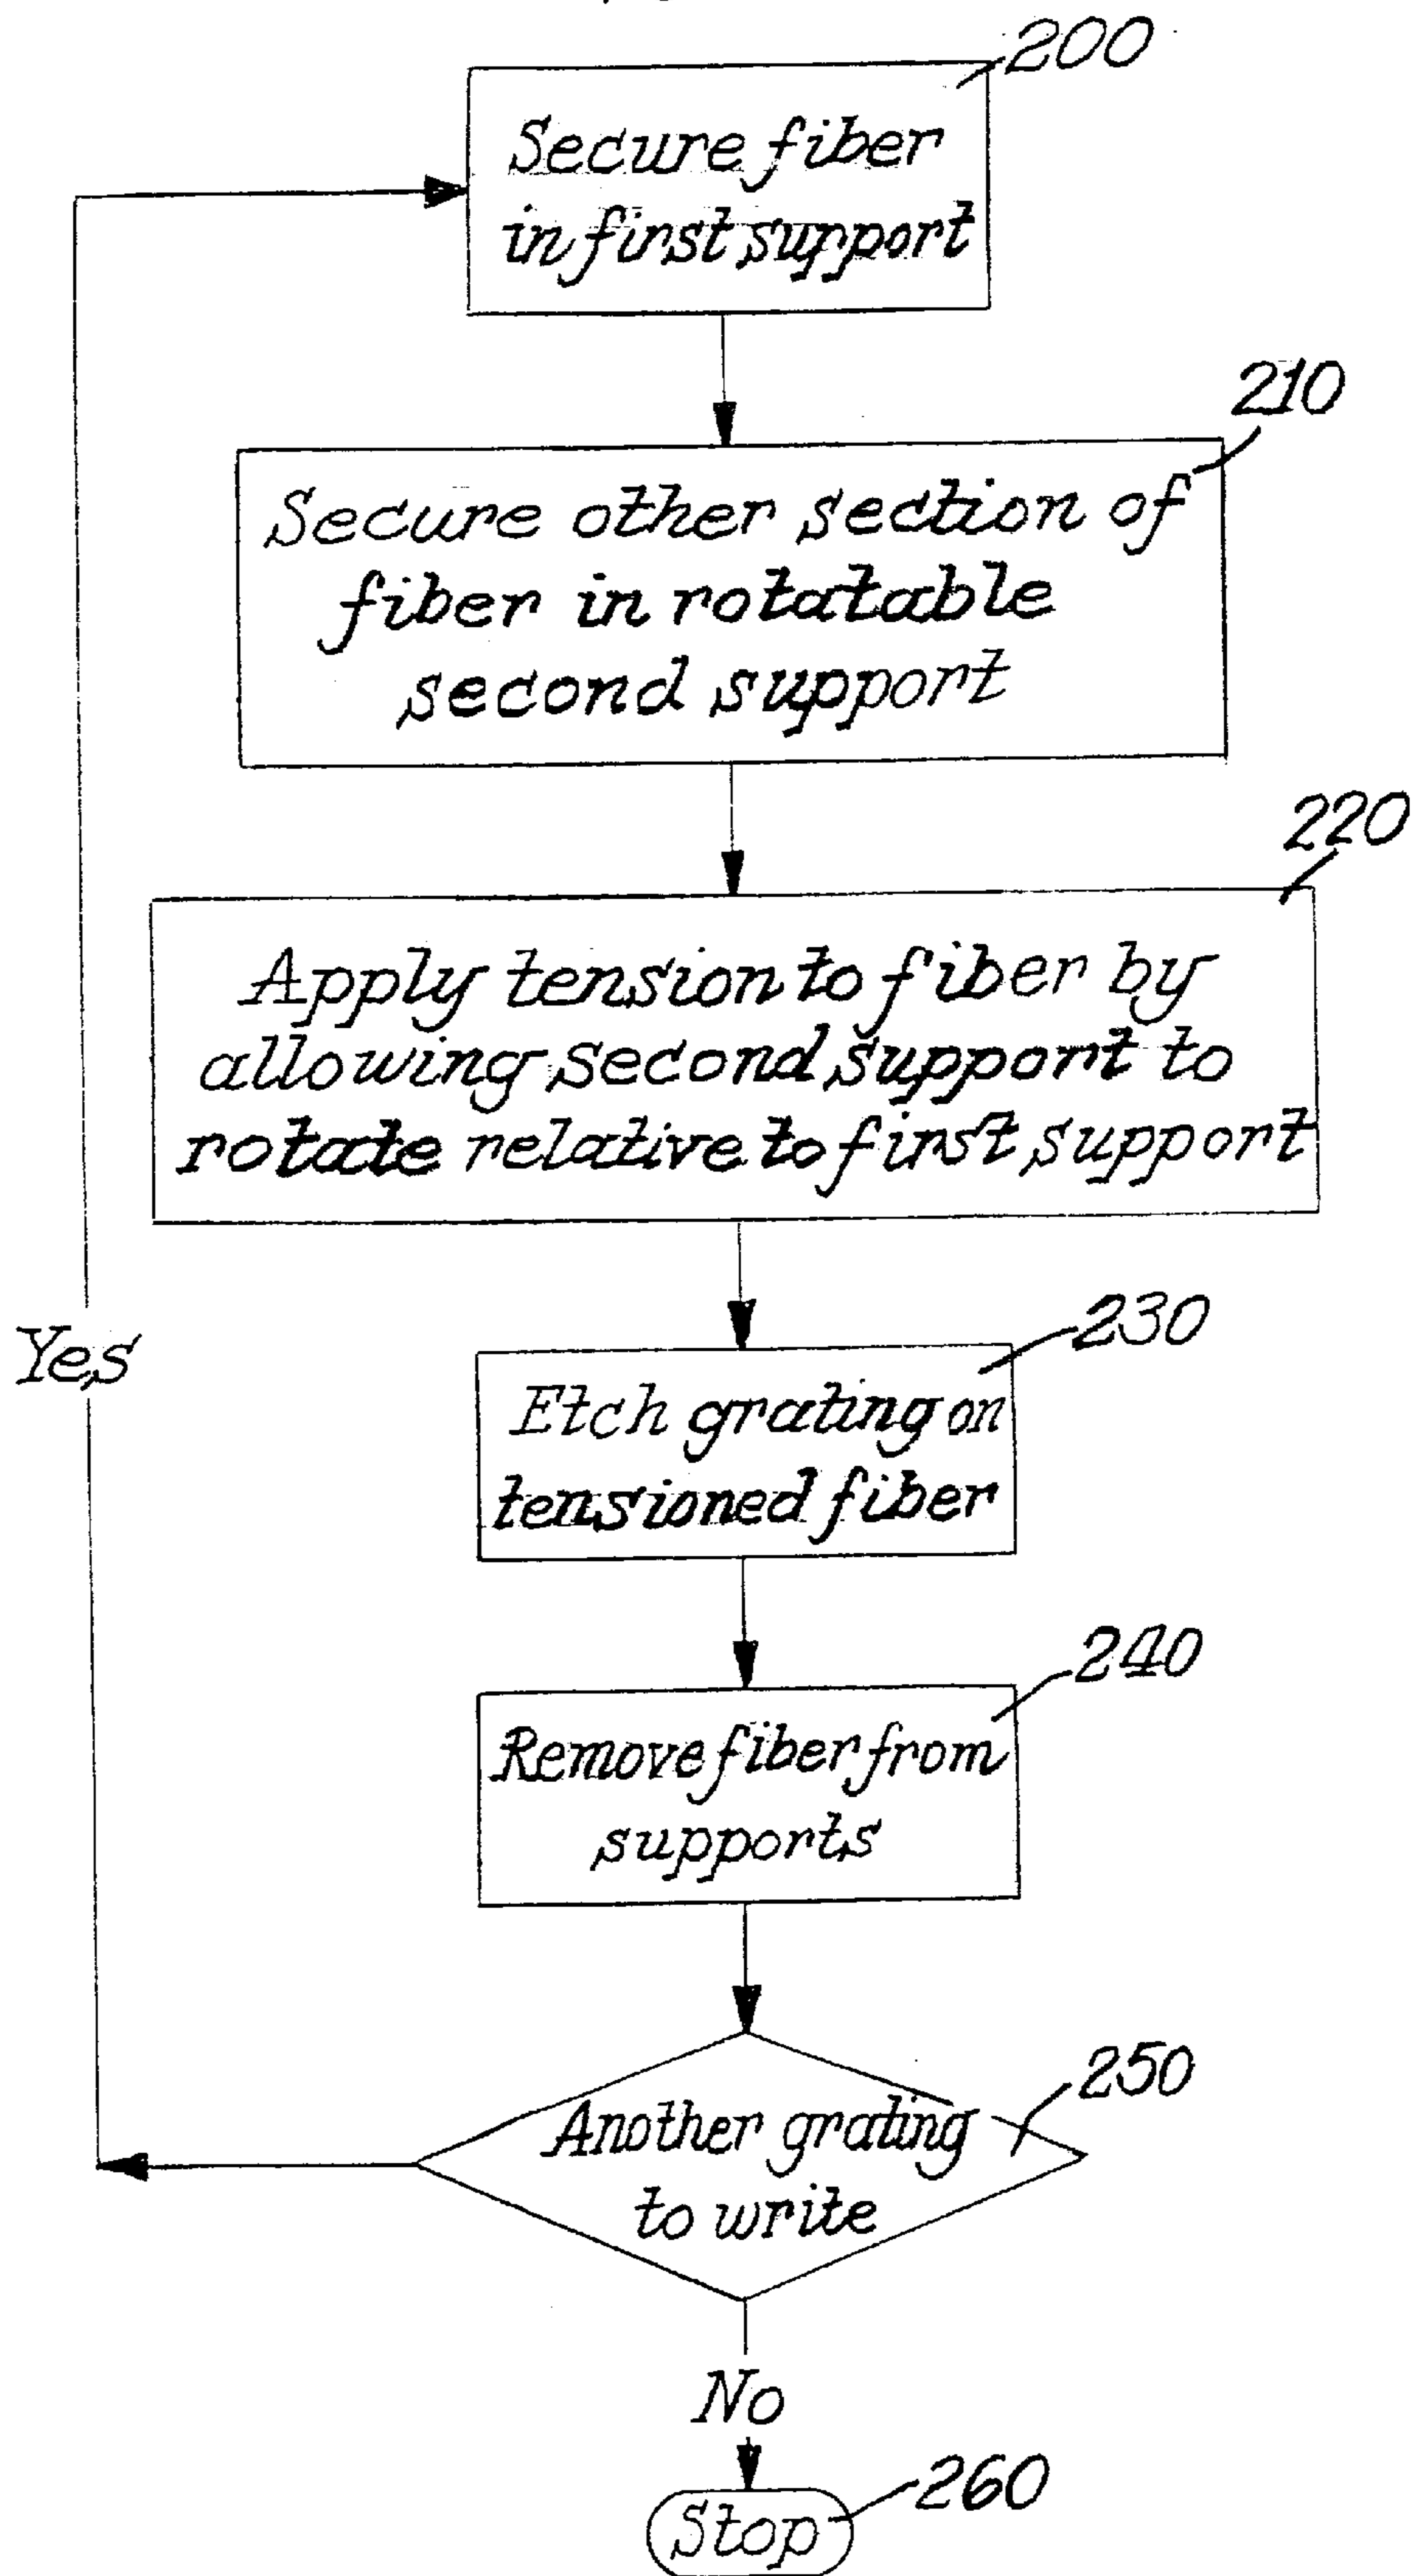 200
Secure fiber
in first support
210
Secure other section of
fiber in rotatable
second support
220
Apply tension to fiber by
allowing second support to
rotate relative to first support
230
Etch grating on
tensioned fiber
Yes
240
Remove fiber from
supports
250
Another grating
to write
No
260
Stop